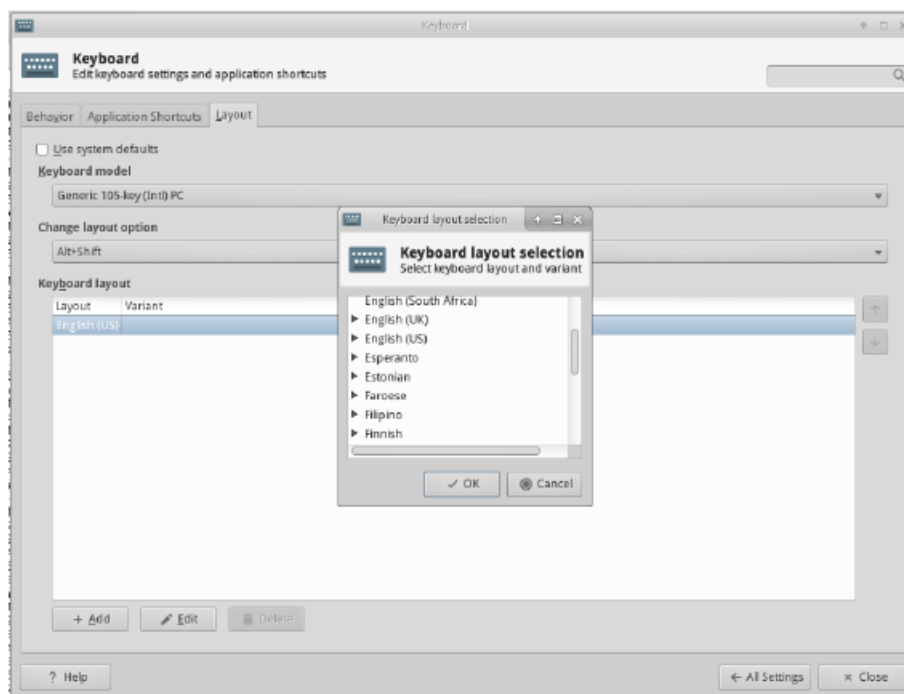 Keyboard
Keyboard
Edit keyboard settings and application shortcuts
Behavior Application Shortcuts Layout
Use system defaults
Keyboard model
Generic 105-key (Intl) PC
Change layout option
Alt+Shift
Keyboard layout
Layout Variant
English (US)
Keyboard layout selection
Keyboard layout selection
Select keyboard layout and variant
English (South Africa)
English (UK)
English (US)
Esperanto
Estonian
Faroese
Filipino
Finnish
OK Cancel
+ Add Edit Delete
? Help All Settings Close